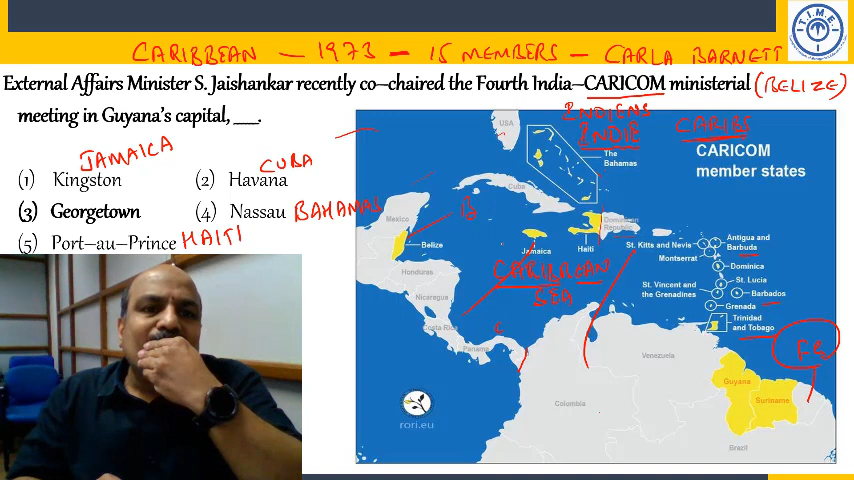 T.I.M.E.
CARIBBEAN — 1973 – 15 MEMBERS – CARLA BARNETT
External Affairs Minister S. Jaishankar recently co–chaired the Fourth India–CARICOM ministerial (BELIZE)
meeting in Guyana's capital, ___.
JAMAICA
CUBA
(1) Kingston (2) Havana
(3) Georgetown (4) Nassau BAHAMAS
(5) Port–au–Prince HAITI
INDIENS
INDIE
CARIBS
CARICOM
member states
USA
The
Bahamas
Cuba
Mexico
B
Dominican
Republic
Belize
Jamaica
Haiti
St. Kitts and Nevis
Antigua and
Barbuda
Montserrat
Dominica
CARIBBEAN
SEA
Honduras
St. Lucia
St. Vincent and
the Grenadines
Barbados
Nicaragua
Grenada
Costa Rica
C
Trinidad
and Tobago
Panama
FR
Venezuela
Guyana
Suriname
Colombia
rori.eu
Brazil